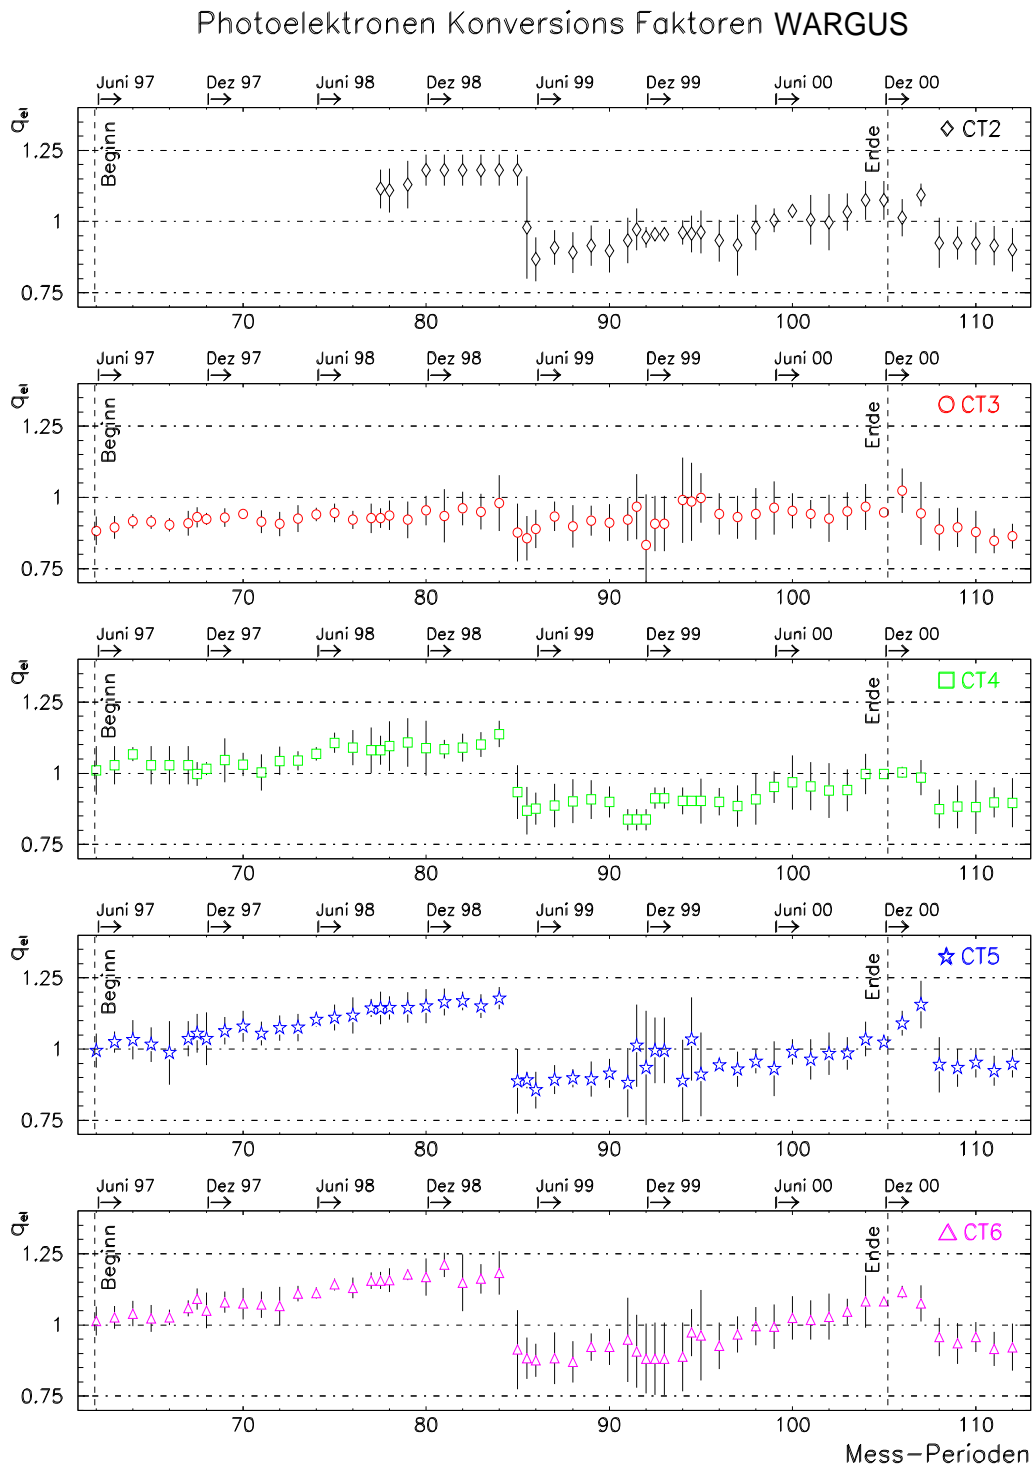 Photoelektronen Konversions Faktoren WARGUS
Juni 97 Dez 97 Juni 98 Dez 98 Juni 99 Dez 99 Juni 00 Dez 00
qel
1.25
1
0.75
Beginn
Ende
CT2
70 80 90 100 110
Juni 97 Dez 97 Juni 98 Dez 98 Juni 99 Dez 99 Juni 00 Dez 00
qel
1.25
1
0.75
Beginn
Ende
CT3
70 80 90 100 110
Juni 97 Dez 97 Juni 98 Dez 98 Juni 99 Dez 99 Juni 00 Dez 00
qel
1.25
1
0.75
Beginn
Ende
CT4
70 80 90 100 110
Juni 97 Dez 97 Juni 98 Dez 98 Juni 99 Dez 99 Juni 00 Dez 00
qel
1.25
1
0.75
Beginn
Ende
CT5
70 80 90 100 110
Juni 97 Dez 97 Juni 98 Dez 98 Juni 99 Dez 99 Juni 00 Dez 00
qel
1.25
1
0.75
Beginn
Ende
CT6
70 80 90 100 110
Mess-Perioden